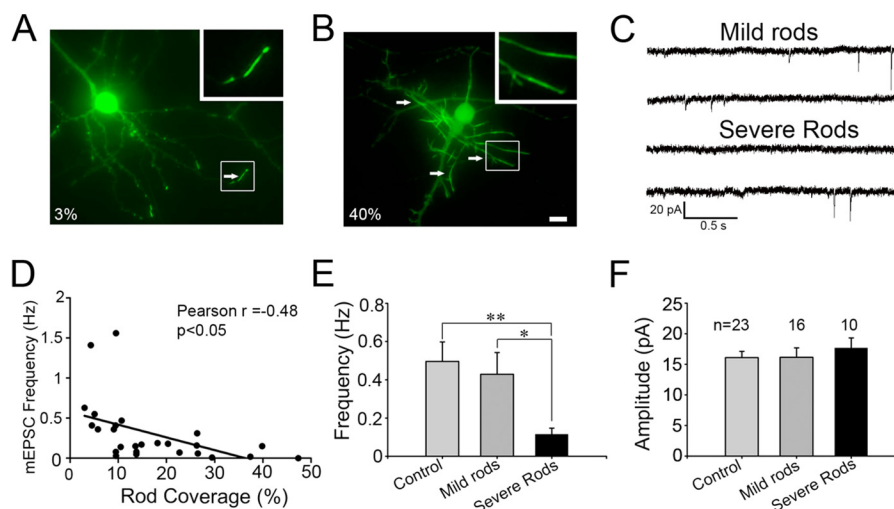 A
3%
B
40%
C
Mild rods
Severe Rods
20 pA
0.5 s
D
mEPSC Frequency (Hz)
2
1.5
1
0.5
0
0
10
20
30
40
50
Rod Coverage (%)
Pearson r =-0.48
p<0.05
E
Frequency (Hz)
0.8
0.6
0.4
0.2
0
**
*
Control
Mild rods
Severe Rods
F
Amplitude (pA)
25
20
15
10
5
0
n=23
16
10
Control
Mild rods
Severe Rods